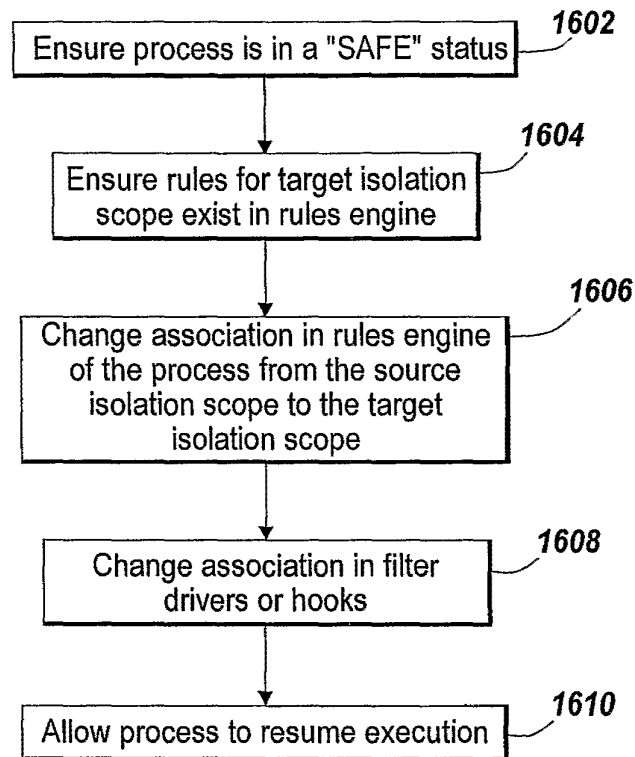 1602
Ensure process is in a "SAFE" status
1604
Ensure rules for target isolation
scope exist in rules engine
1606
Change association in rules engine
of the process from the source
isolation scope to the target
isolation scope
1608
Change association in filter
drivers or hooks
1610
Allow process to resume execution